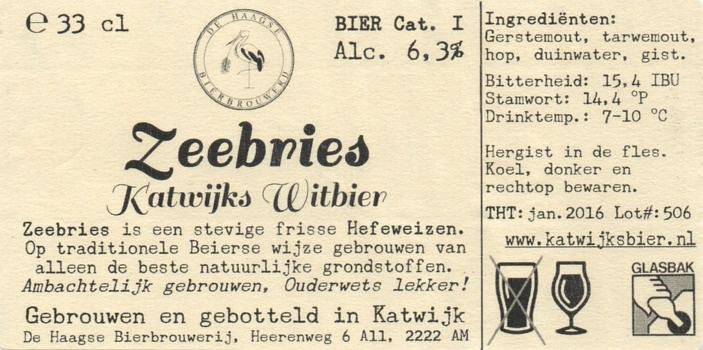 ℮ 33 cl
DE HAAGSE BIERBROUWERIJ
BIER Cat. I
Alc. 6,3%
Zeebries
Katwijks Witbier
Zeebries is een stevige frisse Hefeweizen.
Op traditionele Beierse wijze gebrouwen van
alleen de beste natuurlijke grondstoffen.
Ambachtelijk gebrouwen, Ouderwets lekker!
Gebrouwen en gebotteld in Katwijk
De Haagse Bierbrouwerij, Heerenweg 6 A11, 2222 AM
Ingrediënten:
Gerstemout, tarwemout,
hop, duinwater, gist.
Bitterheid: 15,4 IBU
Stamwort: 14,4 °P
Drinktemp.: 7-10 °C
Hergist in de fles.
Koel, donker en
rechtop bewaren.
THT: jan. 2016 Lot#: 506
www.katwijksbier.nl
GLASBAK